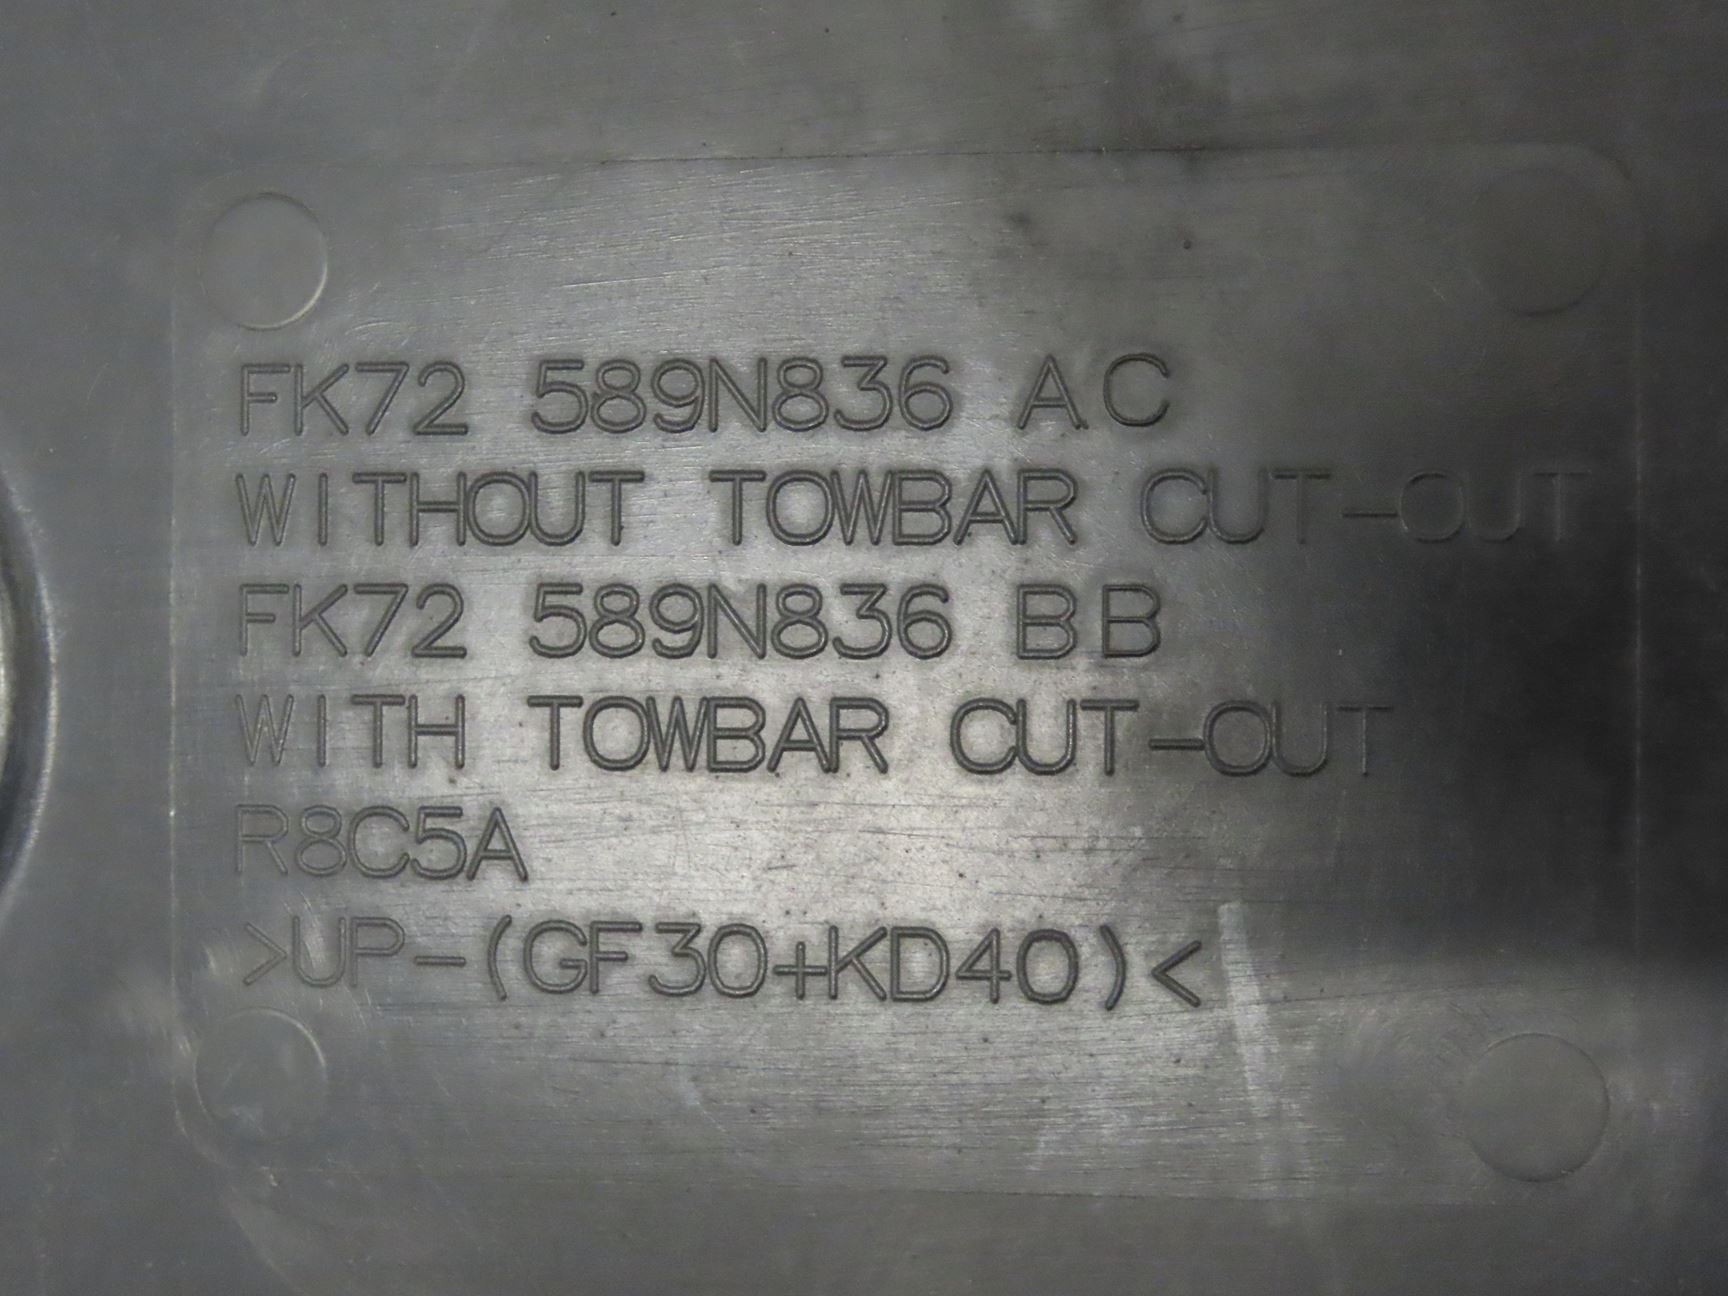 FK72 589N836 AC
WITHOUT TOWBAR CUT-OUT
FK72 589N836 BB
WITH TOWBAR CUT-OUT
R8C5A
>UP-(GF30+KD40)<